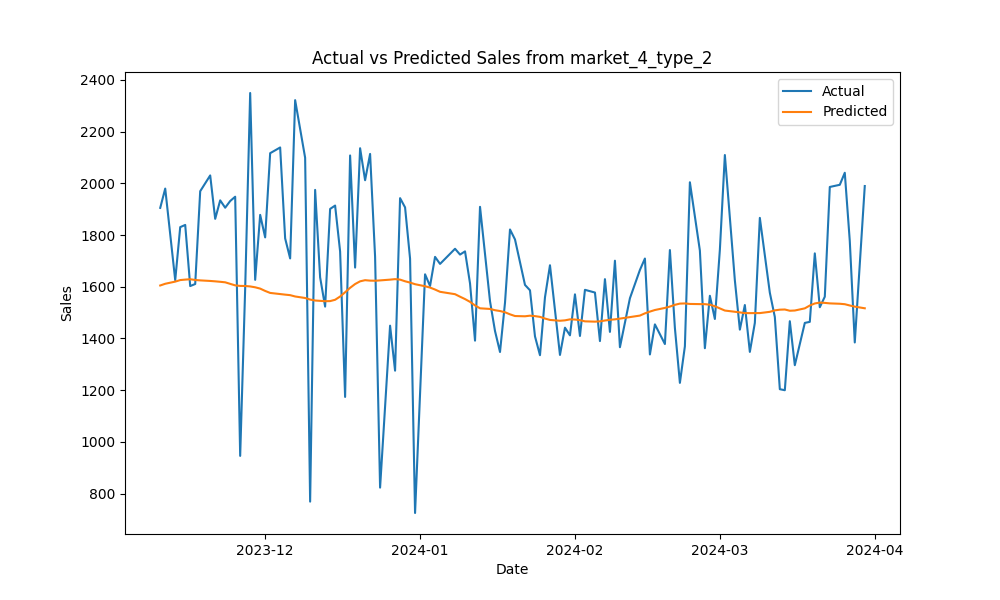 Actual vs Predicted Sales from market_4_type_2
Actual
Predicted
Sales
2400
2200
2000
1800
1600
1400
1200
1000
800
2023-12
2024-01
2024-02
2024-03
2024-04
Date